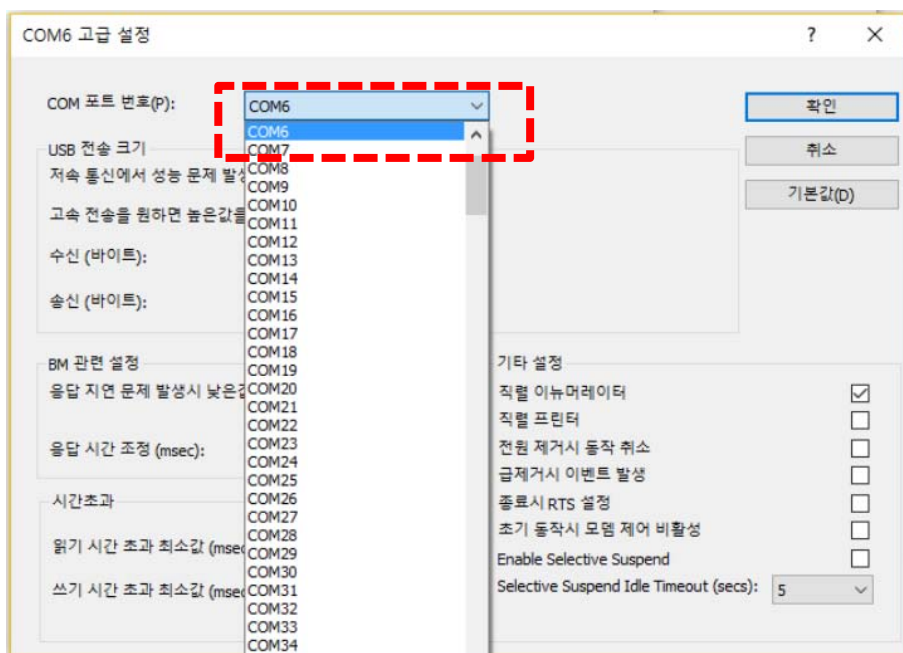 COM6 고급 설정
COM 포트 번호(P):
COM6
확인
취소
기본값(D)
COM6
COM7
COM8
COM9
COM10
COM11
COM12
COM13
COM14
COM15
COM16
COM17
COM18
COM19
COM20
COM21
COM22
COM23
COM24
COM25
COM26
COM27
COM28
COM29
COM30
COM31
COM32
COM33
COM34
USB 전송 크기
저속 통신에서 성능 문제 발생
고속 전송을 원하면 높은값을
수신 (바이트):
송신 (바이트):
BM 관련 설정
응답 지연 문제 발생시 낮은
응답 시간 조정 (msec):
시간초과
읽기 시간 초과 최소값 (msec
쓰기 시간 초과 최소값 (msec
기타 설정
직렬 이뉴머레이터
직렬 프린터
전원 제거시 동작 취소
급제거시 이벤트 발생
종료시 RTS 설정
초기 동작시 모뎀 제어 비활성
Enable Selective Suspend
Selective Suspend Idle Timeout (secs): 5